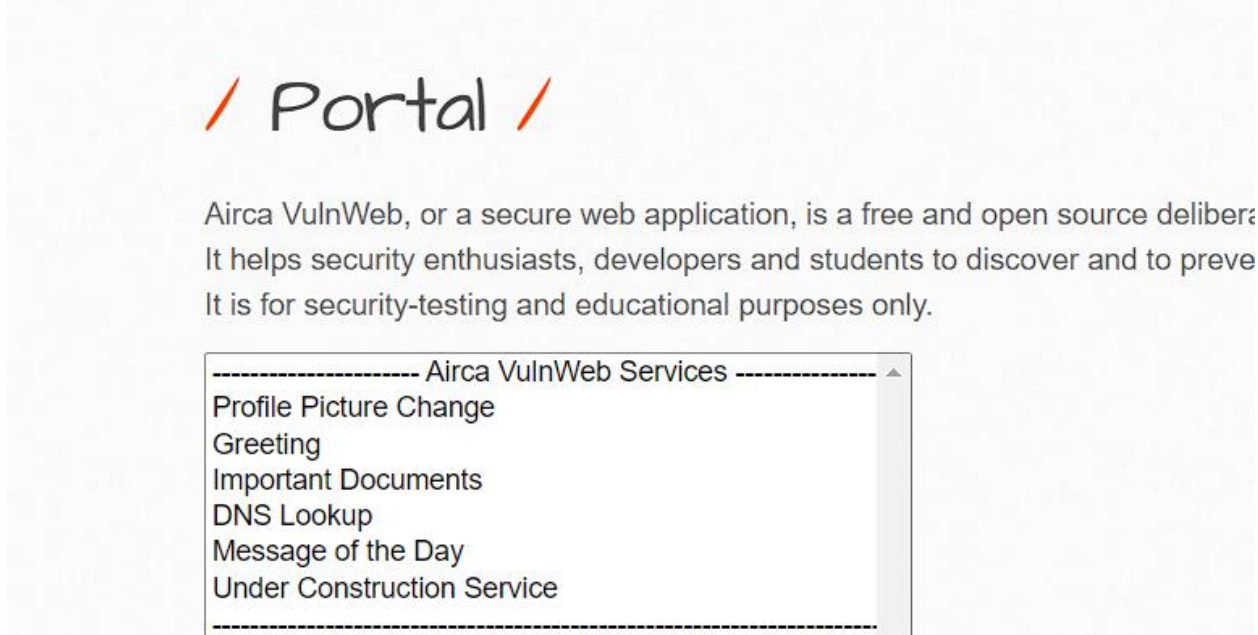 / Portal /
Airca VulnWeb, or a secure web application, is a free and open source
It helps security enthusiasts, developers and students to discover and to
It is for security-testing and educational purposes only.
---------------------- Airca VulnWeb Services ---------------
Profile Picture Change
Greeting
Important Documents
DNS Lookup
Message of the Day
Under Construction Service
----------------------------------------------------------------------